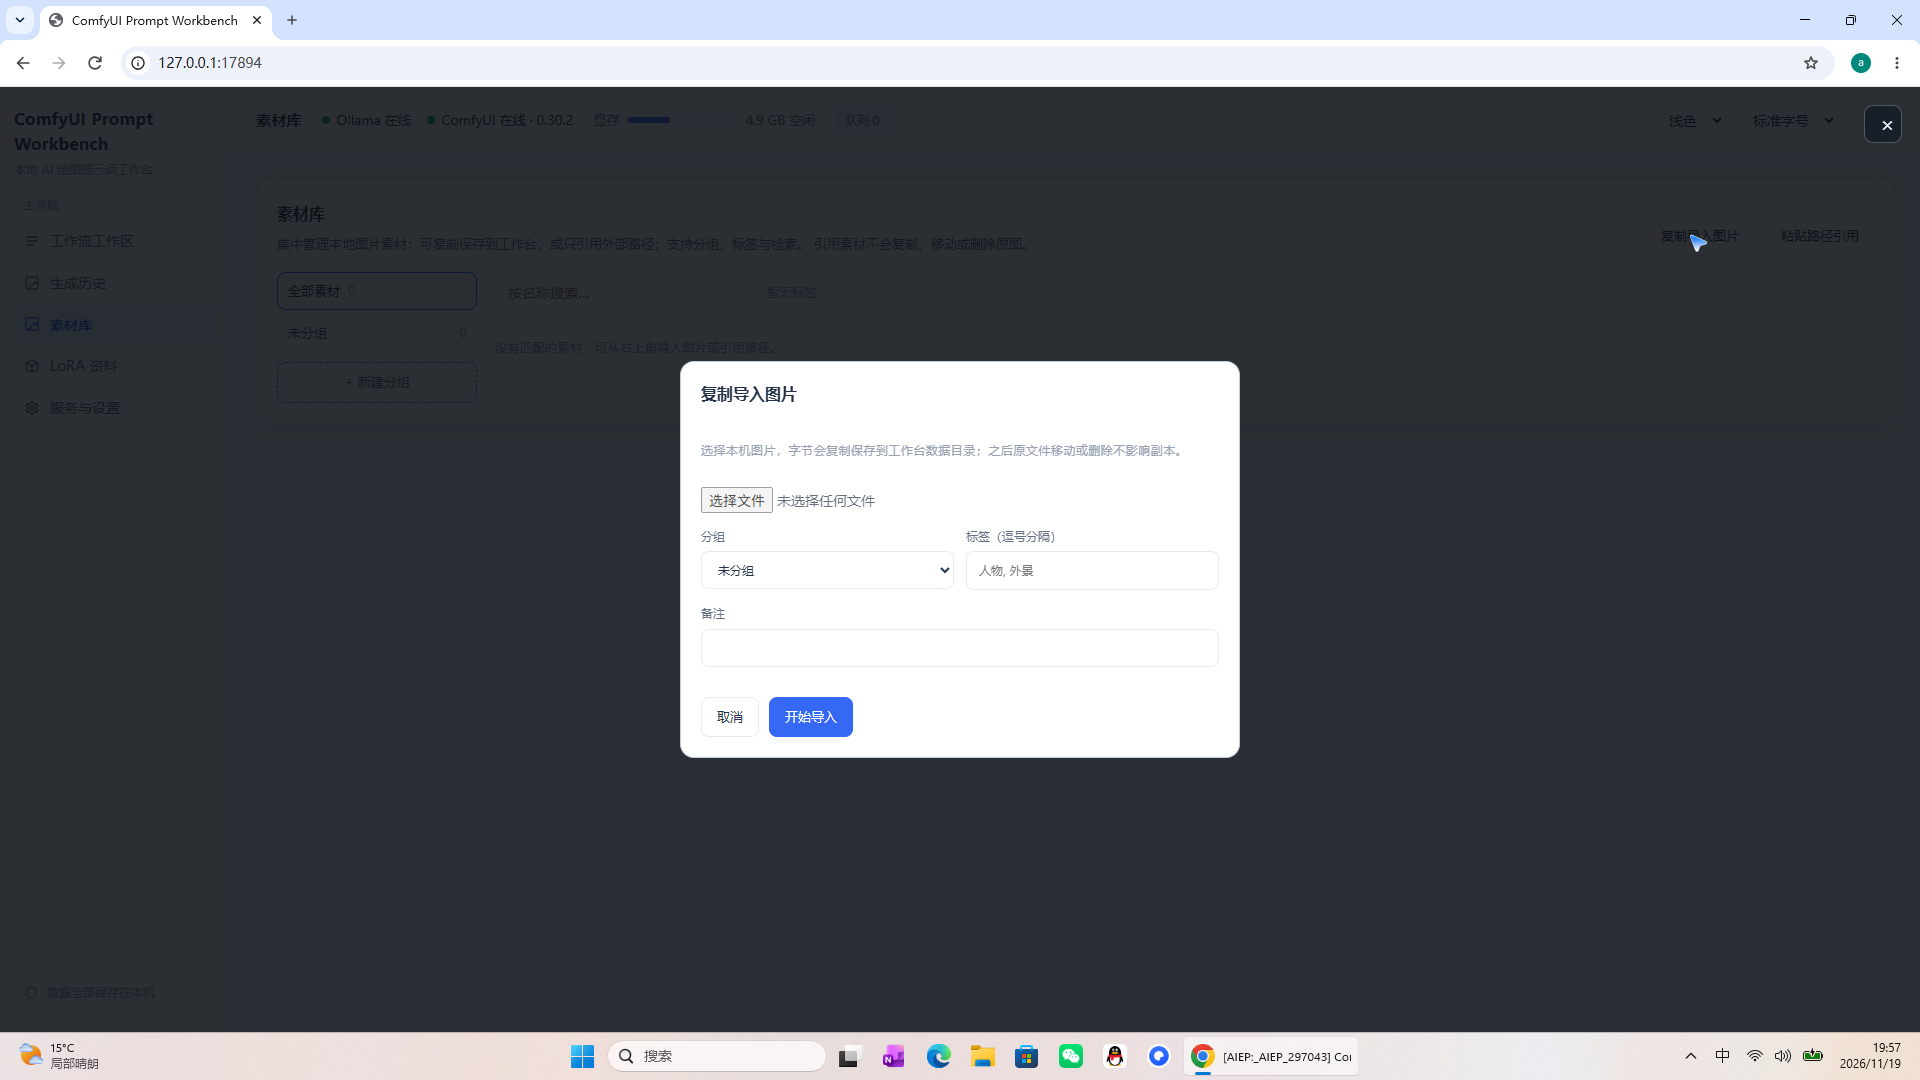 ComfyUI Prompt Workbench
127.0.0.1:17894
a
ComfyUI Prompt
Workbench
本地 AI 绘图提示词工作台
主导航
工作流工作区
生成历史
素材库
LoRA 资料
服务与设置
数据全部保存在本机
素材库
Ollama 在线
ComfyUI 在线 · 0.30.2
显存
4.9 GB 空闲
队列 0
浅色
标准字号
素材库
集中管理本地图片素材：可复制保存到工作台，或只引用外部路径；支持分组、标签与检索。 引用素材不会复制、移动或删除原图。
复制导入图片
粘贴路径引用
全部素材 0
按名称搜索...
暂无标签
未分组 0
没有匹配的素材，可从右上角导入图片或引用路径。
+ 新建分组
复制导入图片
选择本机图片，字节会复制保存到工作台数据目录；之后原文件移动或删除不影响副本。
选择文件 未选择任何文件
分组
标签（逗号分隔）
未分组
人物, 外景
备注
取消
开始导入
15°C
局部晴朗
搜索
[AIEP:_AIEP_297043] Co
中
19:57
2026/11/19